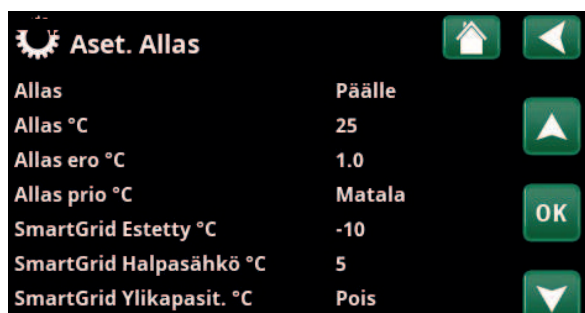 Aset. Allas
Allas Päälle
Allas °C 25
Allas ero °C 1.0
Allas prio °C Matala
SmartGrid Estetty °C -10
SmartGrid Halpasähkö °C 5
SmartGrid Ylikapasit. °C Pois
OK